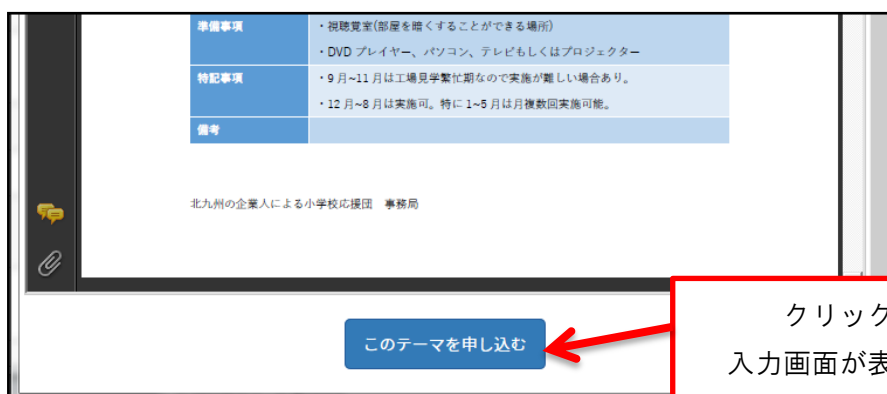 準備事項
・視聴覚室(部屋を暗くすることができる場所)
・DVD プレイヤー、パソコン、テレビもしくはプロジェクター
特記事項
・9 月~11 月は工場見学繁忙期なので実施が難しい場合あり。
・12 月~8 月は実施可。特に 1~5 月は月複数回実施可能。
備考
北九州の企業人による小学校応援団 事務局
このテーマを申し込む
クリック
入力画面が表